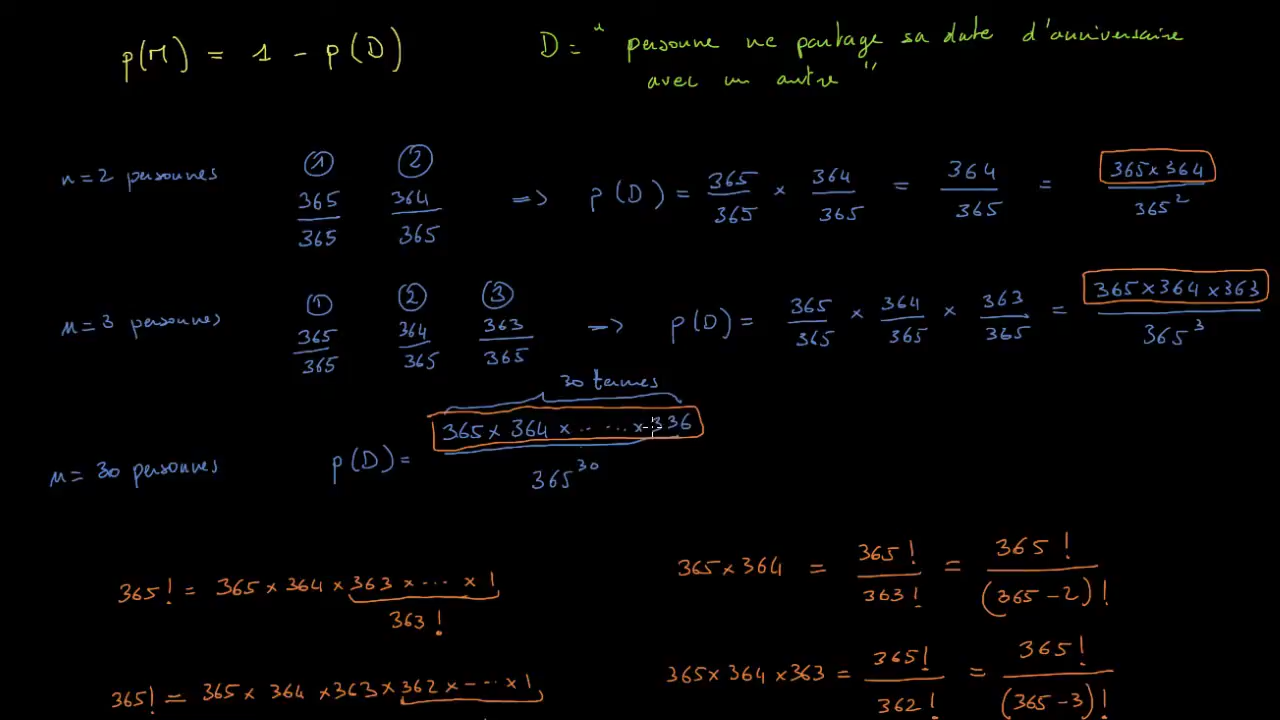 p(M) = 1 - p(D)
D = " personne ne partage sa date d'anniversaire
avec un autre "
n=2 personnes ① ② => p(D) = 365/365 × 364/365 = 364/365 = 365×364/365²
365/365 364/365
n=3 personnes ① ② ③ => p(D) = 365/365 × 364/365 × 363/365 = 365×364×363/365³
365/365 364/365 363/365
30 termes
n= 30 personnes p(D) = 365× 364 × ·· ··· ×336/365³⁰
365! = 365×364×363 ×··· × 1
363!
365×364 = 365!/363! = 365!/(365-2)!
365! = 365× 364 ×363×362×-···×1
365×364×363 = 365!/362! = 365!/(365-3)!